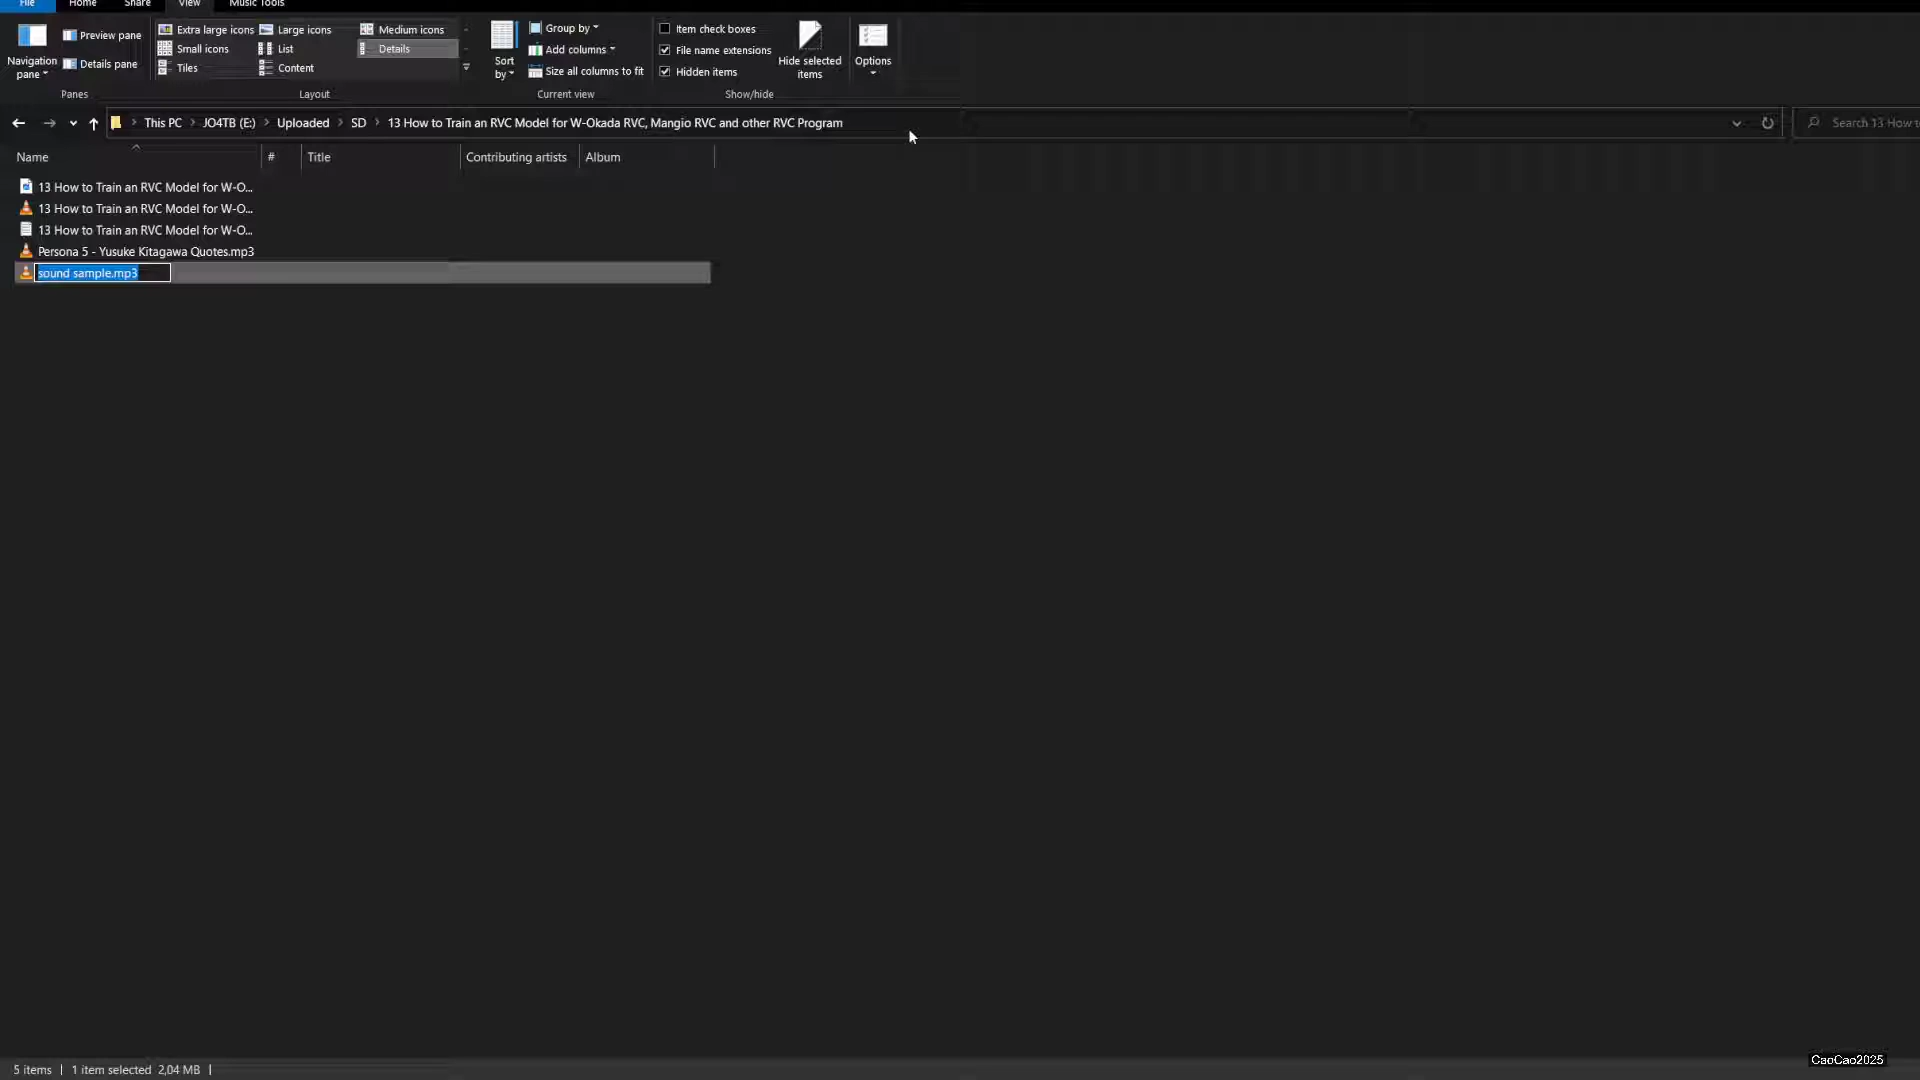 File Home Share View Music Tools
Navigation pane
Preview pane
Details pane
Panes
Extra large icons Large icons Medium icons
Small icons List Details
Tiles Content
Layout
Sort by
Group by
Add columns
Size all columns to fit
Current view
Item check boxes
File name extensions
Hidden items
Hide selected items
Show/hide
Options
This PC > JO4TB (E:) > Uploaded > SD > 13 How to Train an RVC Model for W-Okada RVC, Mangio RVC and other RVC Program
Search 13 How to
Name # Title Contributing artists Album
13 How to Train an RVC Model for W-O...
13 How to Train an RVC Model for W-O...
13 How to Train an RVC Model for W-O...
Persona 5 - Yusuke Kitagawa Quotes.mp3
sound sample.mp3
5 items | 1 item selected 2,04 MB |
CaoCao2025